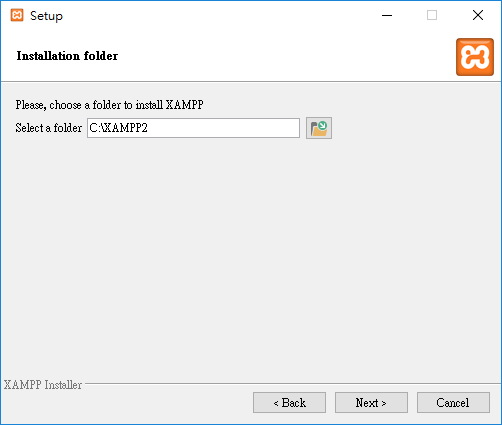 Setup
Installation folder
Please, choose a folder to install XAMPP
Select a folder C:\XAMPP2
XAMPP Installer
< Back Next > Cancel